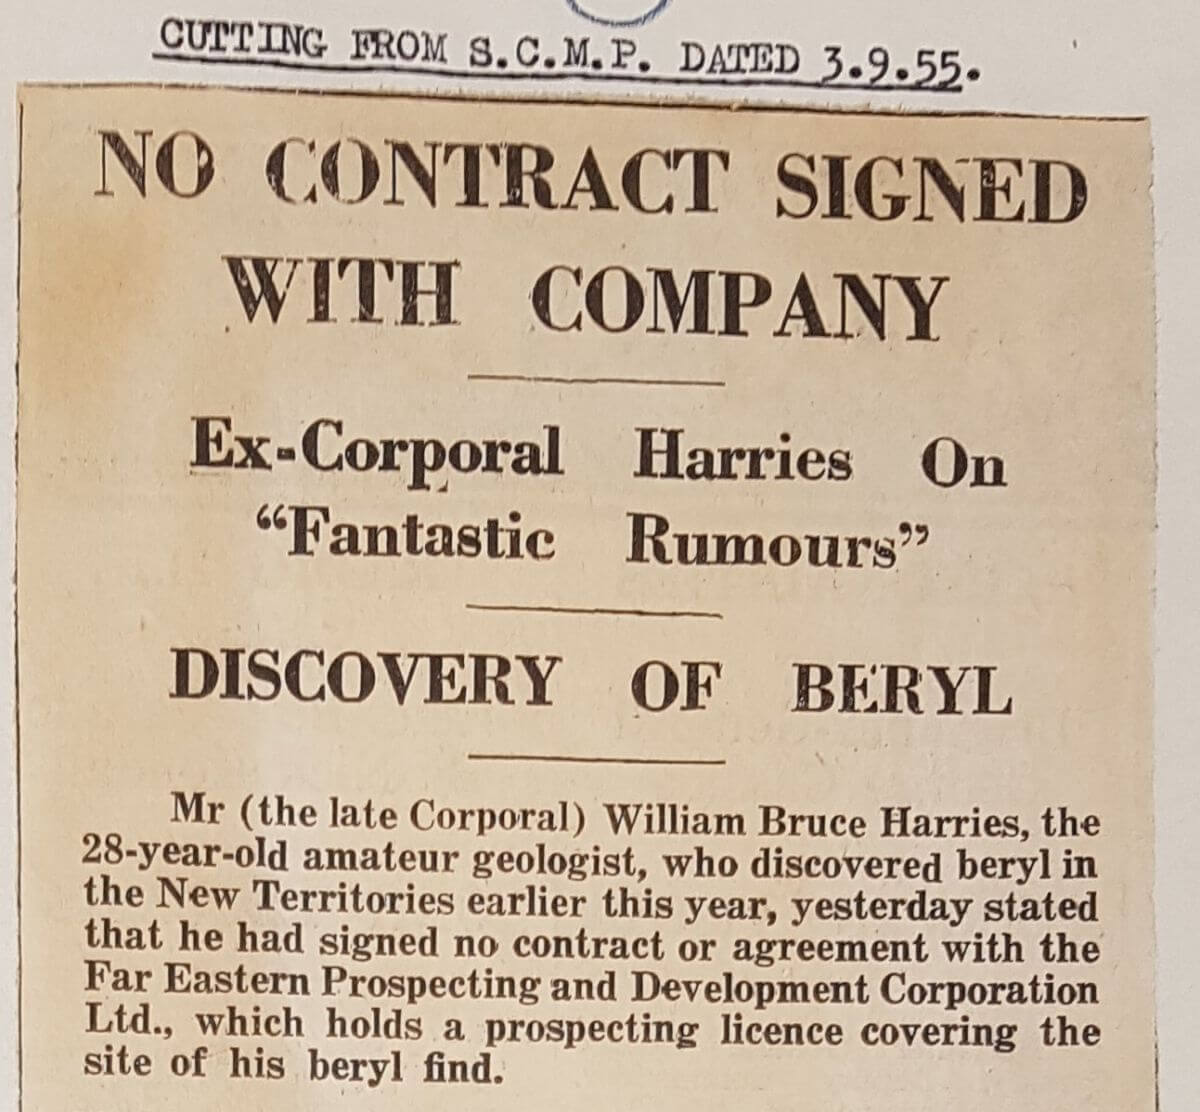 CUTTING FROM S.C.M.P. DATED 3.9.55.
NO CONTRACT SIGNED
WITH COMPANY
Ex-Corporal Harries On
“Fantastic Rumours”
DISCOVERY OF BERYL
Mr (the late Corporal) William Bruce Harries, the
28-year-old amateur geologist, who discovered beryl in
the New Territories earlier this year, yesterday stated
that he had signed no contract or agreement with the
Far Eastern Prospecting and Development Corporation
Ltd., which holds a prospecting licence covering the
site of his beryl find.